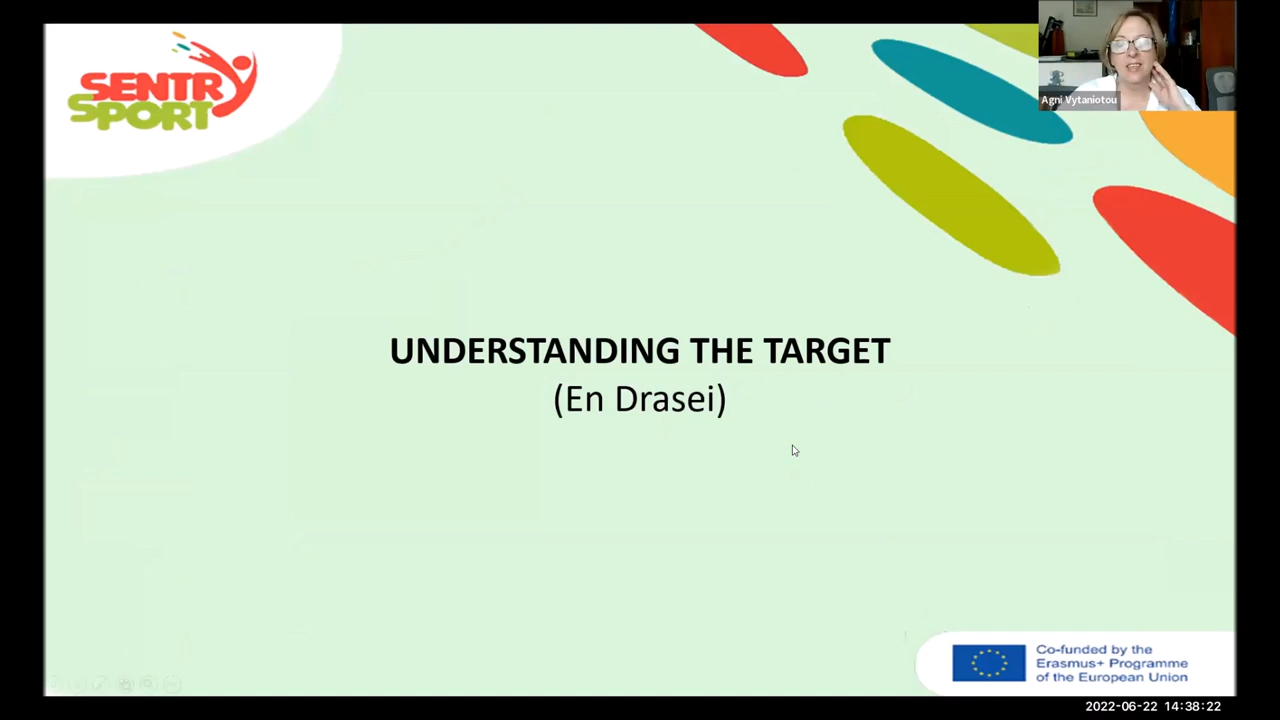 SENTRY
SPORT
Agni Vytaniotou
UNDERSTANDING THE TARGET
(En Drasei)
Co-funded by the
Erasmus+ Programme
of the European Union
2022-06-22 14:38:22